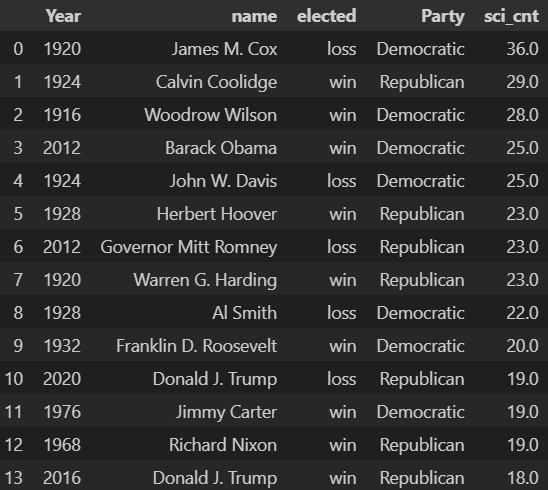 Year name elected Party sci_cnt
0 1920 James M. Cox loss Democratic 36.0
1 1924 Calvin Coolidge win Republican 29.0
2 1916 Woodrow Wilson win Democratic 28.0
3 2012 Barack Obama win Democratic 25.0
4 1924 John W. Davis loss Democratic 25.0
5 1928 Herbert Hoover win Republican 23.0
6 2012 Governor Mitt Romney loss Republican 23.0
7 1920 Warren G. Harding win Republican 23.0
8 1928 Al Smith loss Democratic 22.0
9 1932 Franklin D. Roosevelt win Democratic 20.0
10 2020 Donald J. Trump loss Republican 19.0
11 1976 Jimmy Carter win Democratic 19.0
12 1968 Richard Nixon win Republican 19.0
13 2016 Donald J. Trump win Republican 18.0